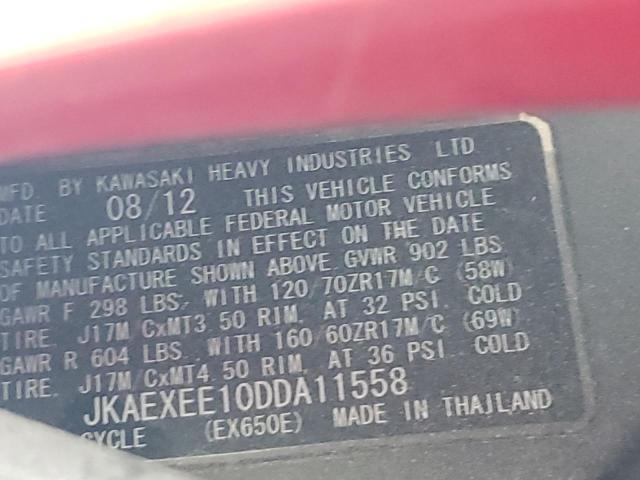 MFD. BY KAWASAKI HEAVY INDUSTRIES LTD.
DATE 08/12 THIS VEHICLE CONFORMS
TO ALL APPLICABLE FEDERAL MOTOR VEHICLE
SAFETY STANDARDS IN EFFECT ON THE DATE
OF MANUFACTURE SHOWN ABOVE. GVWR 902 LBS
GAWR F 298 LBS. WITH 120/70ZR17M/C (58W)
TIRE. J17M/CxMT3.50 RIM. AT 32 PSI COLD
GAWR R 604 LBS. WITH 160/60ZR17M/C (69W)
TIRE. J17M/CxMT4.50 RIM. AT 36 PSI COLD
JKAEXEE10DDA11558
CYCLE (EX650E) MADE IN THAILAND